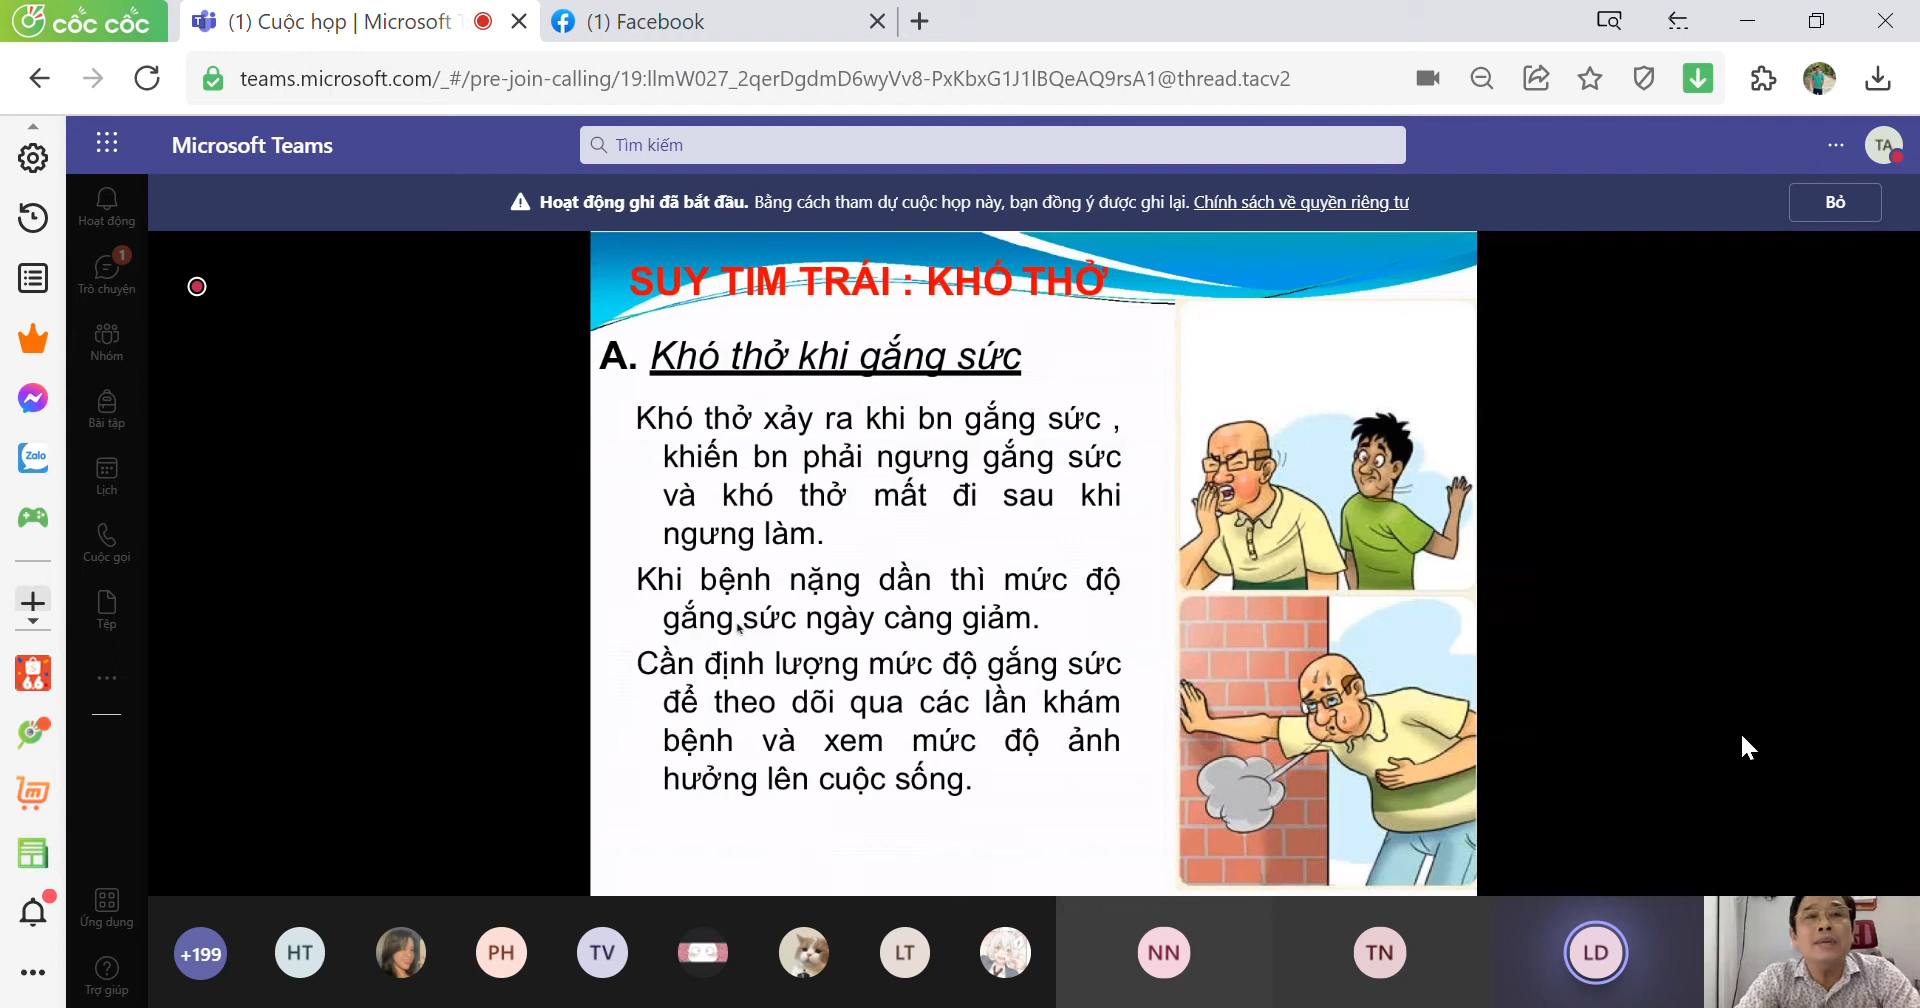 cốc cốc
(1) Cuộc họp | Microsoft T
(1) Facebook
teams.microsoft.com/_#/pre-join-calling/19:llmW027_2qerDgdmD6wyVv8-PxKbxG1J1lBQeAQ9rsA1@thread.tacv2
Microsoft Teams
Tìm kiếm
TA
Hoạt động ghi đã bắt đầu. Bằng cách tham dự cuộc họp này, bạn đồng ý được ghi lại. Chính sách về quyền riêng tư
Bỏ
Hoạt động
1
Trò chuyện
Nhóm
Bài tập
Lịch
Cuộc gọi
Tệp
Ứng dụng
Trợ giúp
Zalo
6.6
SUY TIM TRÁI : KHÓ THỞ
A. Khó thở khi gắng sức
Khó thở xảy ra khi bn gắng sức ,
khiến bn phải ngưng gắng sức
và khó thở mất đi sau khi
ngưng làm.
Khi bệnh nặng dần thì mức độ
gắng sức ngày càng giảm.
Cần định lượng mức độ gắng sức
để theo dõi qua các lần khám
bệnh và xem mức độ ảnh
hưởng lên cuộc sống.
+199
HT
PH
TV
LT
NN
TN
LD